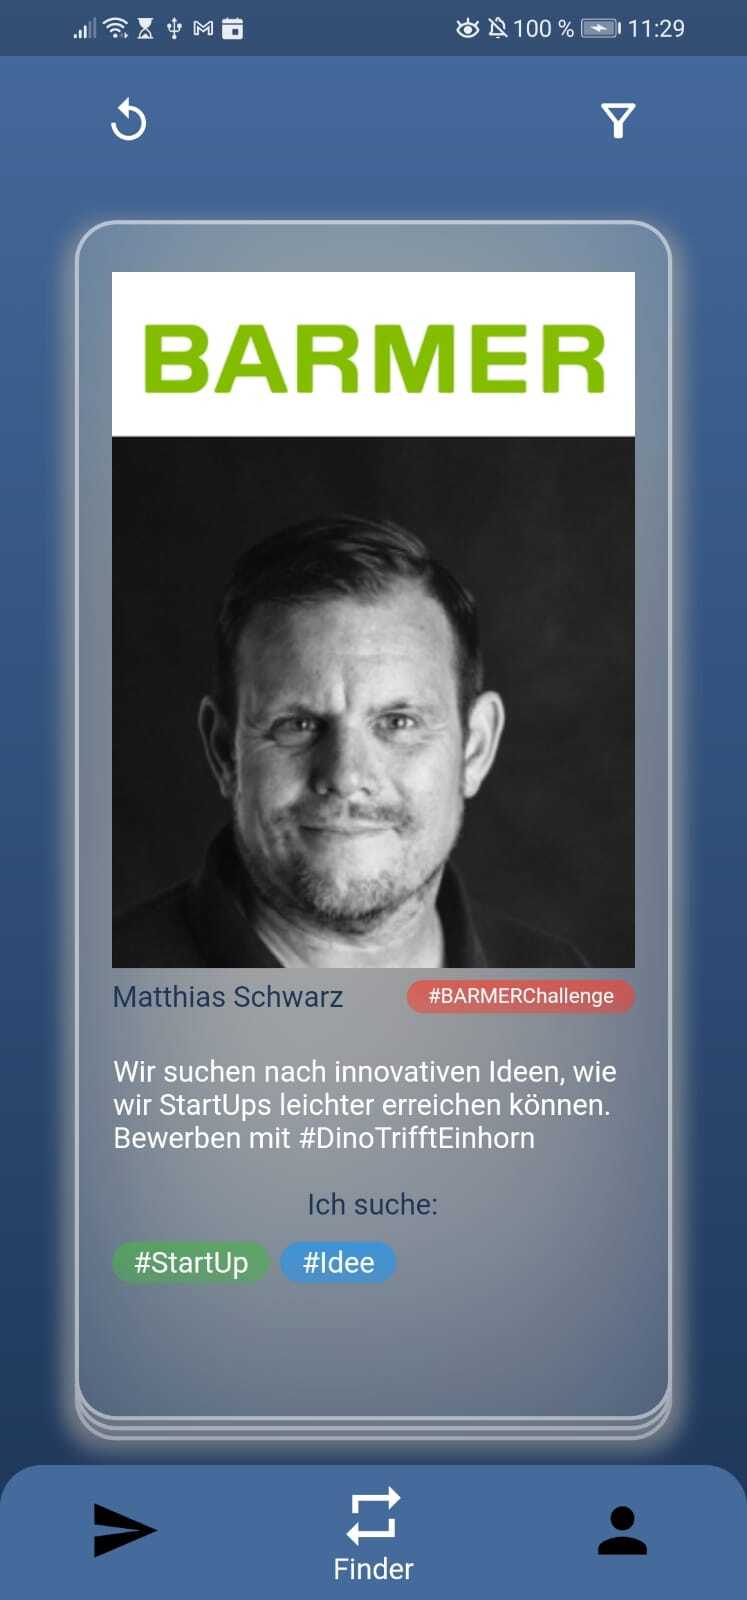 100 % 11:29
BARMER
Matthias Schwarz #BARMERChallenge
Wir suchen nach innovativen Ideen, wie
wir StartUps leichter erreichen können.
Bewerben mit #DinoTrifftEinhorn
Ich suche:
#StartUp #Idee
Finder